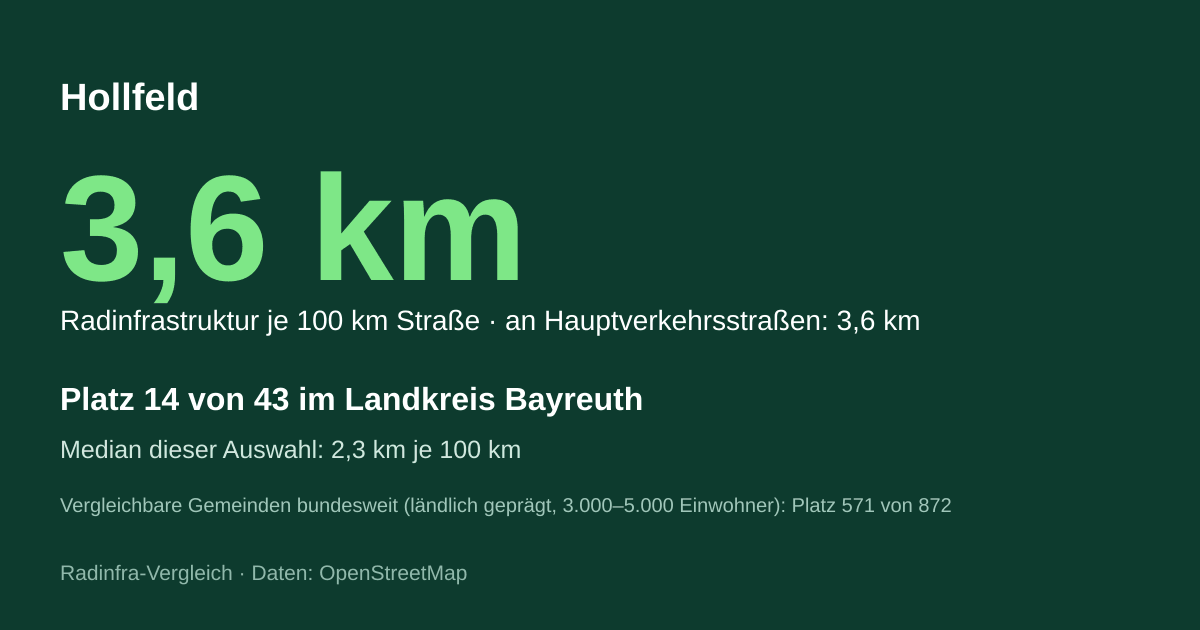 Hollfeld
3,6 km
Radinfrastruktur je 100 km Straße · an Hauptverkehrsstraßen: 3,6 km
Platz 14 von 43 im Landkreis Bayreuth
Median dieser Auswahl: 2,3 km je 100 km
Vergleichbare Gemeinden bundesweit (ländlich geprägt, 3.000–5.000 Einwohner): Platz 571 von 872
Radinfra-Vergleich · Daten: OpenStreetMap